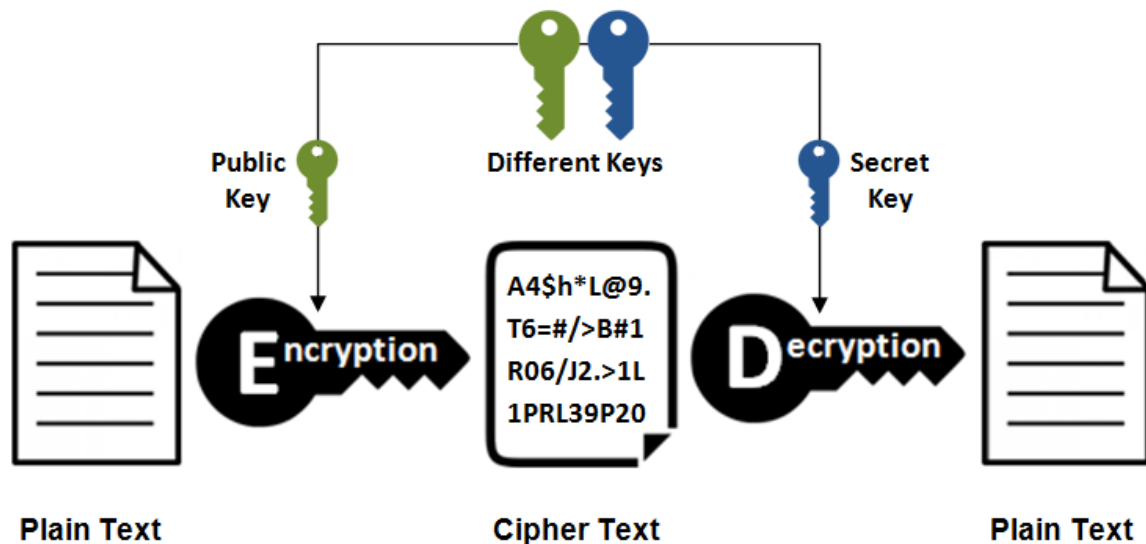 Public
Key
Different Keys
Secret
Key
Encryption
A4$h*L@9.
T6=#/>B#1
R06/J2.>1L
1PRL39P20
Decryption
Plain Text
Cipher Text
Plain Text